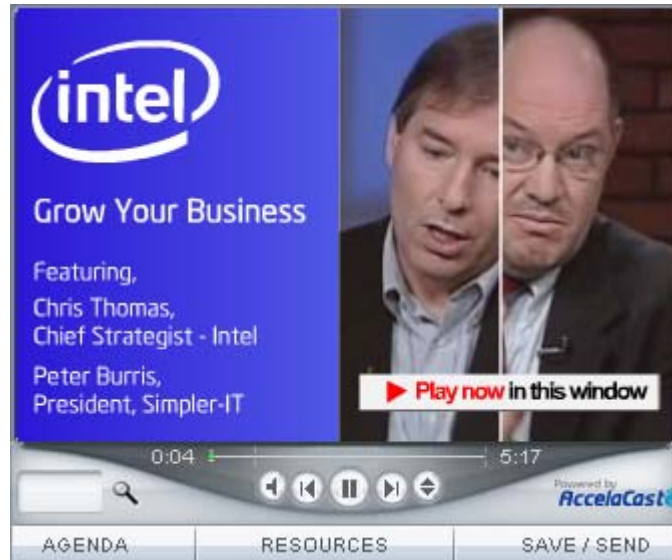 intel
Grow Your Business
Featuring,
Chris Thomas,
Chief Strategist - Intel
Peter Burris,
President, Simpler-IT
Play now in this window
0:04
5:17
Powered by
AccelaCast
AGENDA
RESOURCES
SAVE / SEND